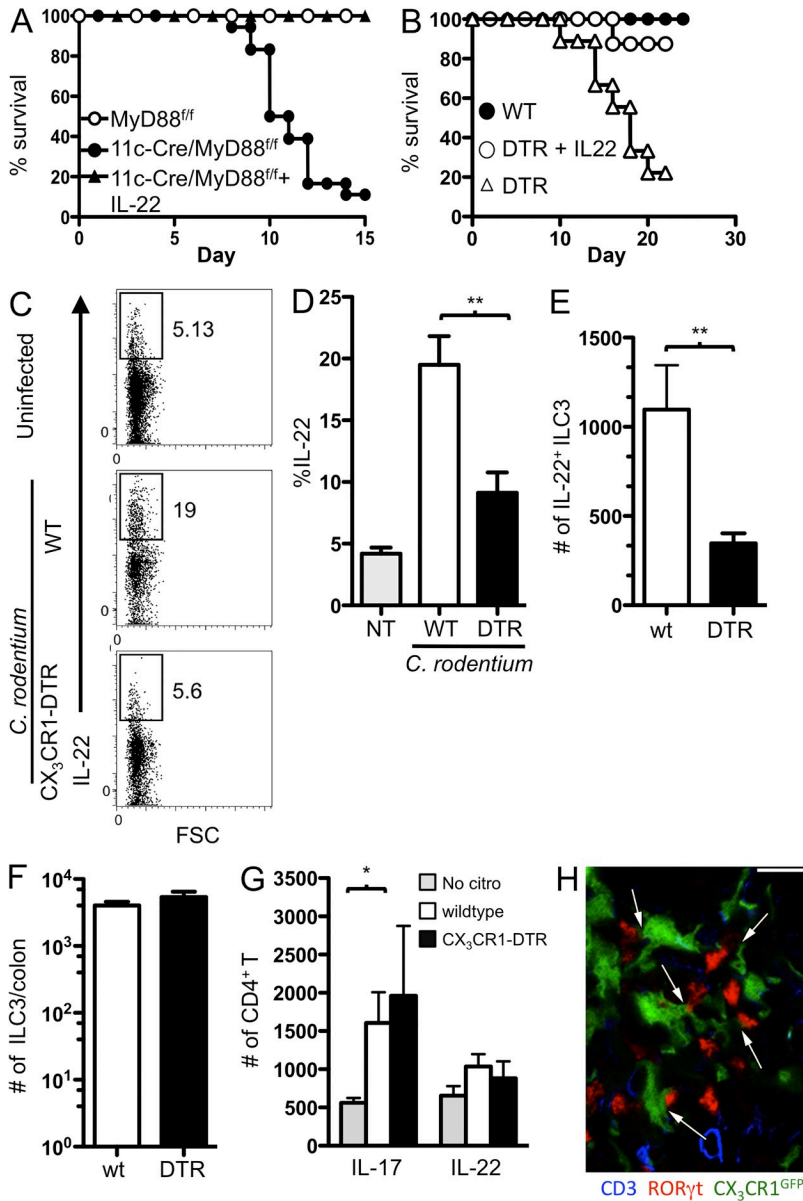 A
% survival
100
80
60
40
20
0
0
5
10
15
Day
MyD88f/f
11c-Cre/MyD88f/f
11c-Cre/MyD88f/f+
IL-22
B
% survival
100
80
60
40
20
0
0
10
20
30
Day
WT
DTR + IL22
DTR
C
Uninfected
5.13
0
WT
19
0
C. rodentium
CX3CR1-DTR
5.6
0
0
IL-22
FSC
D
%IL-22
25
20
15
10
5
0
**
NT
WT
DTR
C. rodentium
E
# of IL-22+ ILC3
1500
1000
500
0
**
wt
DTR
F
# of ILC3/colon
10⁴
10³
10²
10¹
10⁰
wt
DTR
G
# of CD4+ T
3500
3000
2500
2000
1500
1000
500
0
*
No citro
wildtype
CX3CR1-DTR
IL-17
IL-22
H
CD3 RORγt CX3CR1GFP